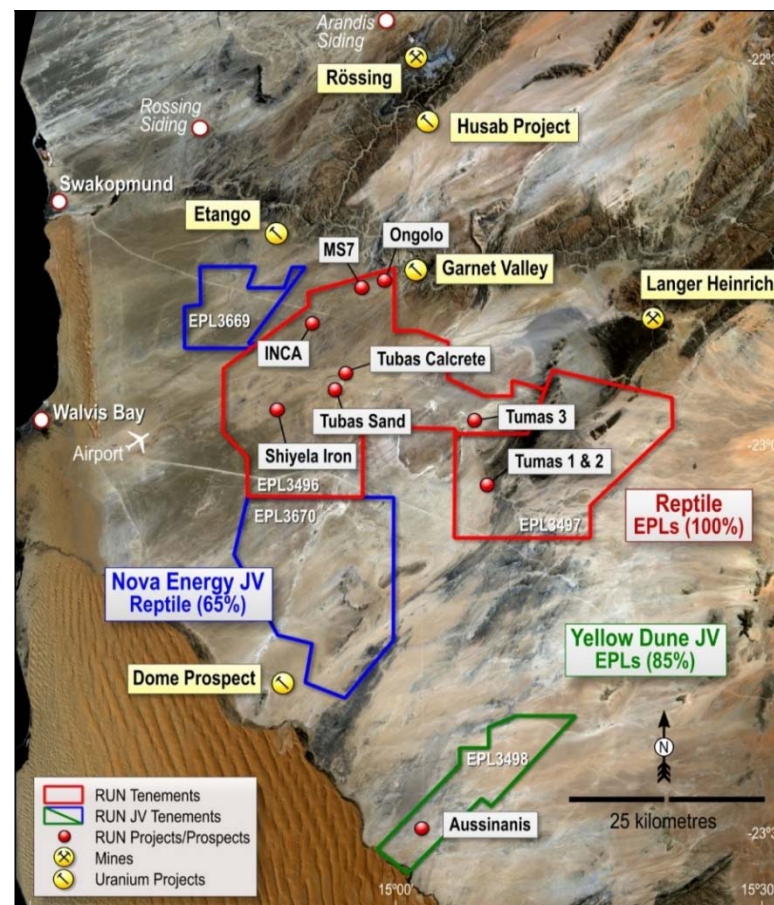 Arandis
Siding
-22°3
Rössing
Rossing
Siding
Husab Project
Swakopmund
Etango
MS7
Ongolo
Garnet Valley
Langer Heinrich
EPL3669
INCA
Tubas Calcrete
Walvis Bay
Tubas Sand
Tumas 3
Airport
Shiyela Iron
Tumas 1 & 2
-23°0
EPL3496
EPL3670
EPL3497
Reptile
EPLs (100%)
Nova Energy JV
Reptile (65%)
Yellow Dune JV
EPLs (85%)
Dome Prospect
N
EPL3498
25 kilometres
Aussinanis
-23°3
RUN Tenements
RUN JV Tenements
RUN Projects/Prospects
Mines
Uranium Projects
15°00'
15°30